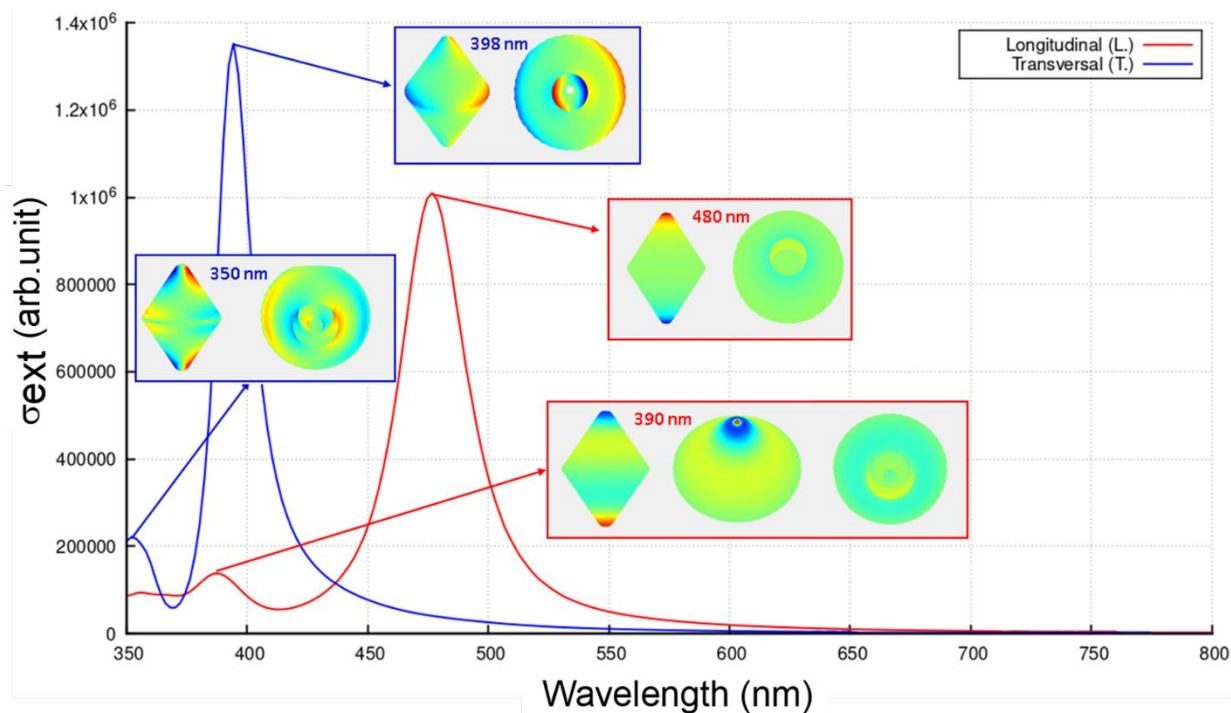 1.4x10⁶
1.2x10⁶
1x10⁶
800000
600000
400000
200000
0
σext (arb.unit)
398 nm
Longitudinal (L.)
Transversal (T.)
480 nm
350 nm
390 nm
350
400
450
500
550
600
650
700
750
800
Wavelength (nm)